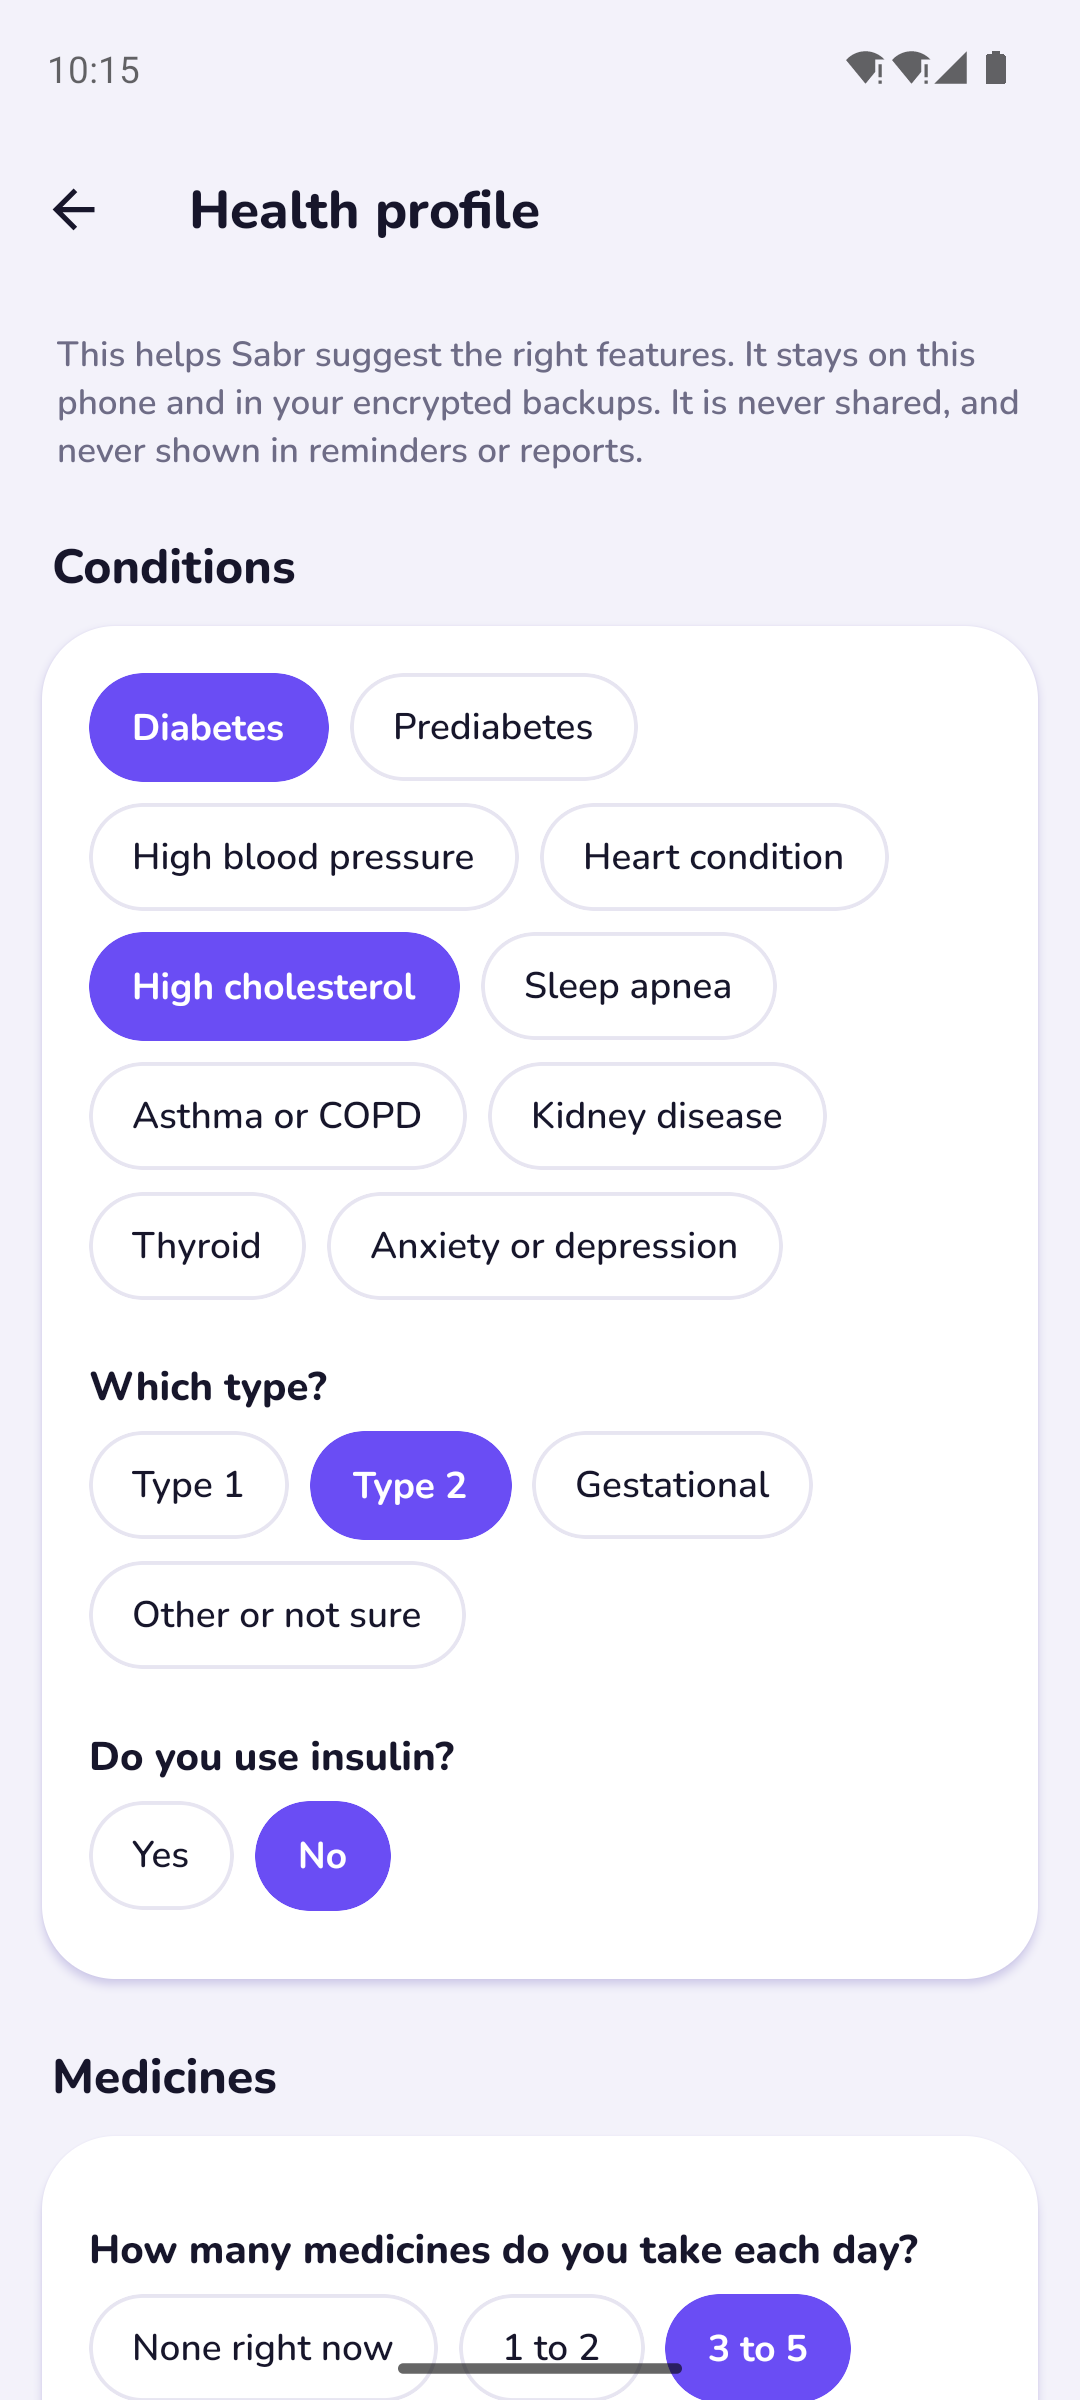 10:15
Health profile
This helps Sabr suggest the right features. It stays on this
phone and in your encrypted backups. It is never shared, and
never shown in reminders or reports.
Conditions
Diabetes Prediabetes
High blood pressure Heart condition
High cholesterol Sleep apnea
Asthma or COPD Kidney disease
Thyroid Anxiety or depression
Which type?
Type 1 Type 2 Gestational
Other or not sure
Do you use insulin?
Yes No
Medicines
How many medicines do you take each day?
None right now 1 to 2 3 to 5